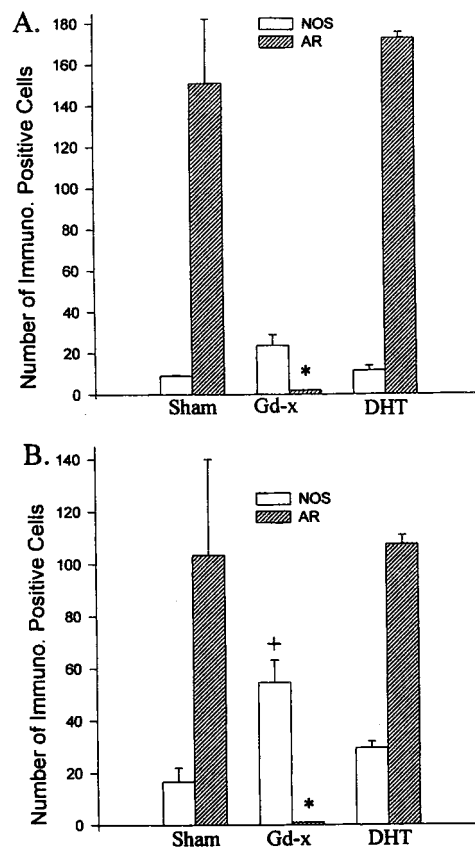 A.
NOS
AR
180
160
140
120
100
80
60
40
20
0
Number of Immuno. Positive Cells
*
Sham Gd-x DHT
B.
NOS
AR
140
120
100
80
60
40
20
0
Number of Immuno. Positive Cells
+
*
Sham Gd-x DHT